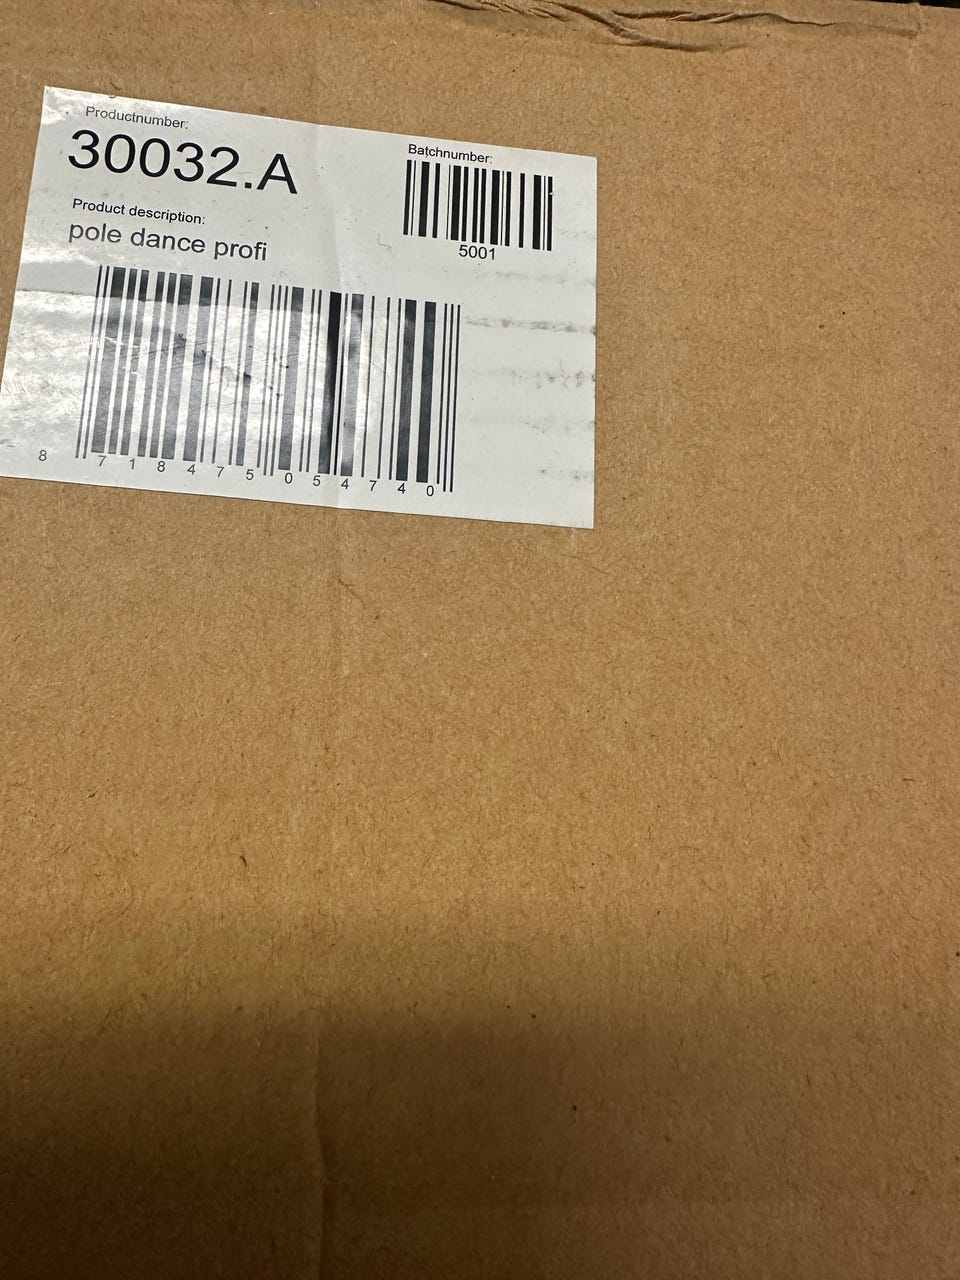 Productnumber:
30032.A
Batchnumber:
5001
Product description:
pole dance profi
8 718475 054740